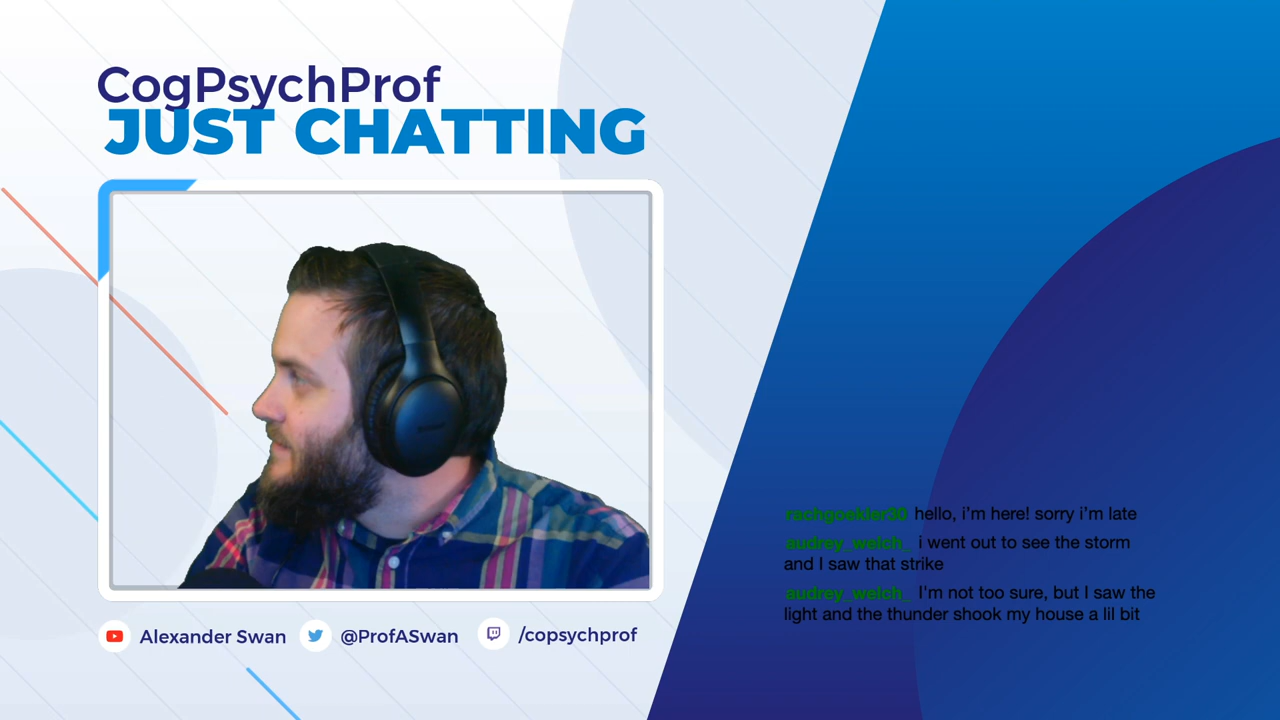 CogPsychProf
JUST CHATTING
Alexander Swan
@ProfASwan
/copsychprof
rachgoekler30 hello, i'm here! sorry i'm late
audrey_welch_ i went out to see the storm
and I saw that strike
audrey_welch_ I'm not too sure, but I saw the
light and the thunder shook my house a lil bit